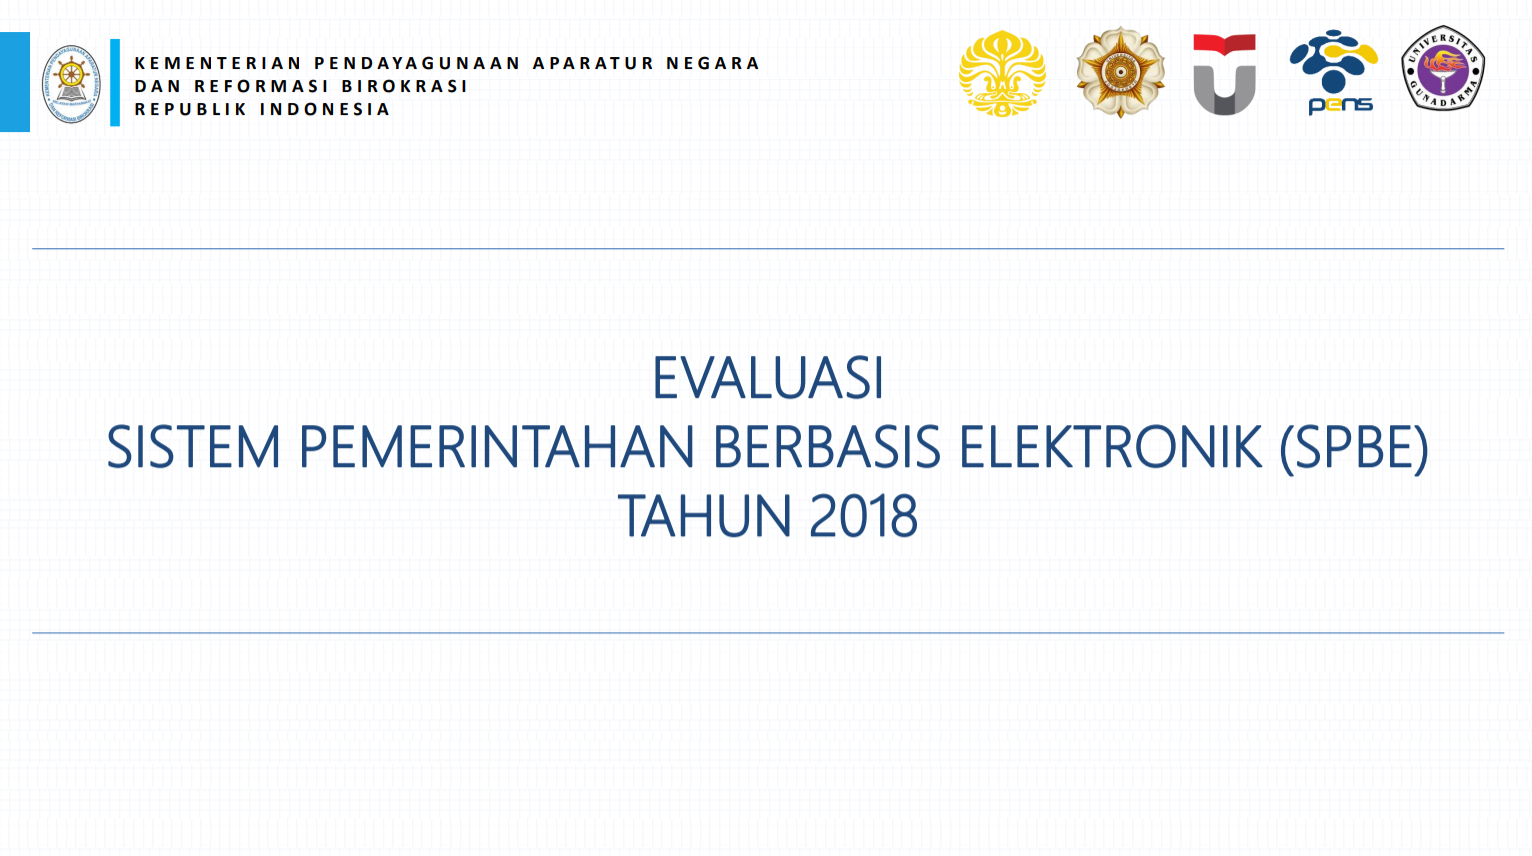 KEMENTERIAN PENDAYAGUNAAN APARATUR NEGARA
DAN REFORMASI BIROKRASI
REPUBLIK INDONESIA
pens
UNIVERSITAS
GUNADARMA
EVALUASI
SISTEM PEMERINTAHAN BERBASIS ELEKTRONIK (SPBE)
TAHUN 2018